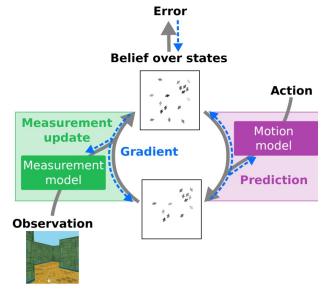 Error
Belief over states
Action
Measurement
update
Motion
model
Gradient
Measurement
model
Prediction
Observation